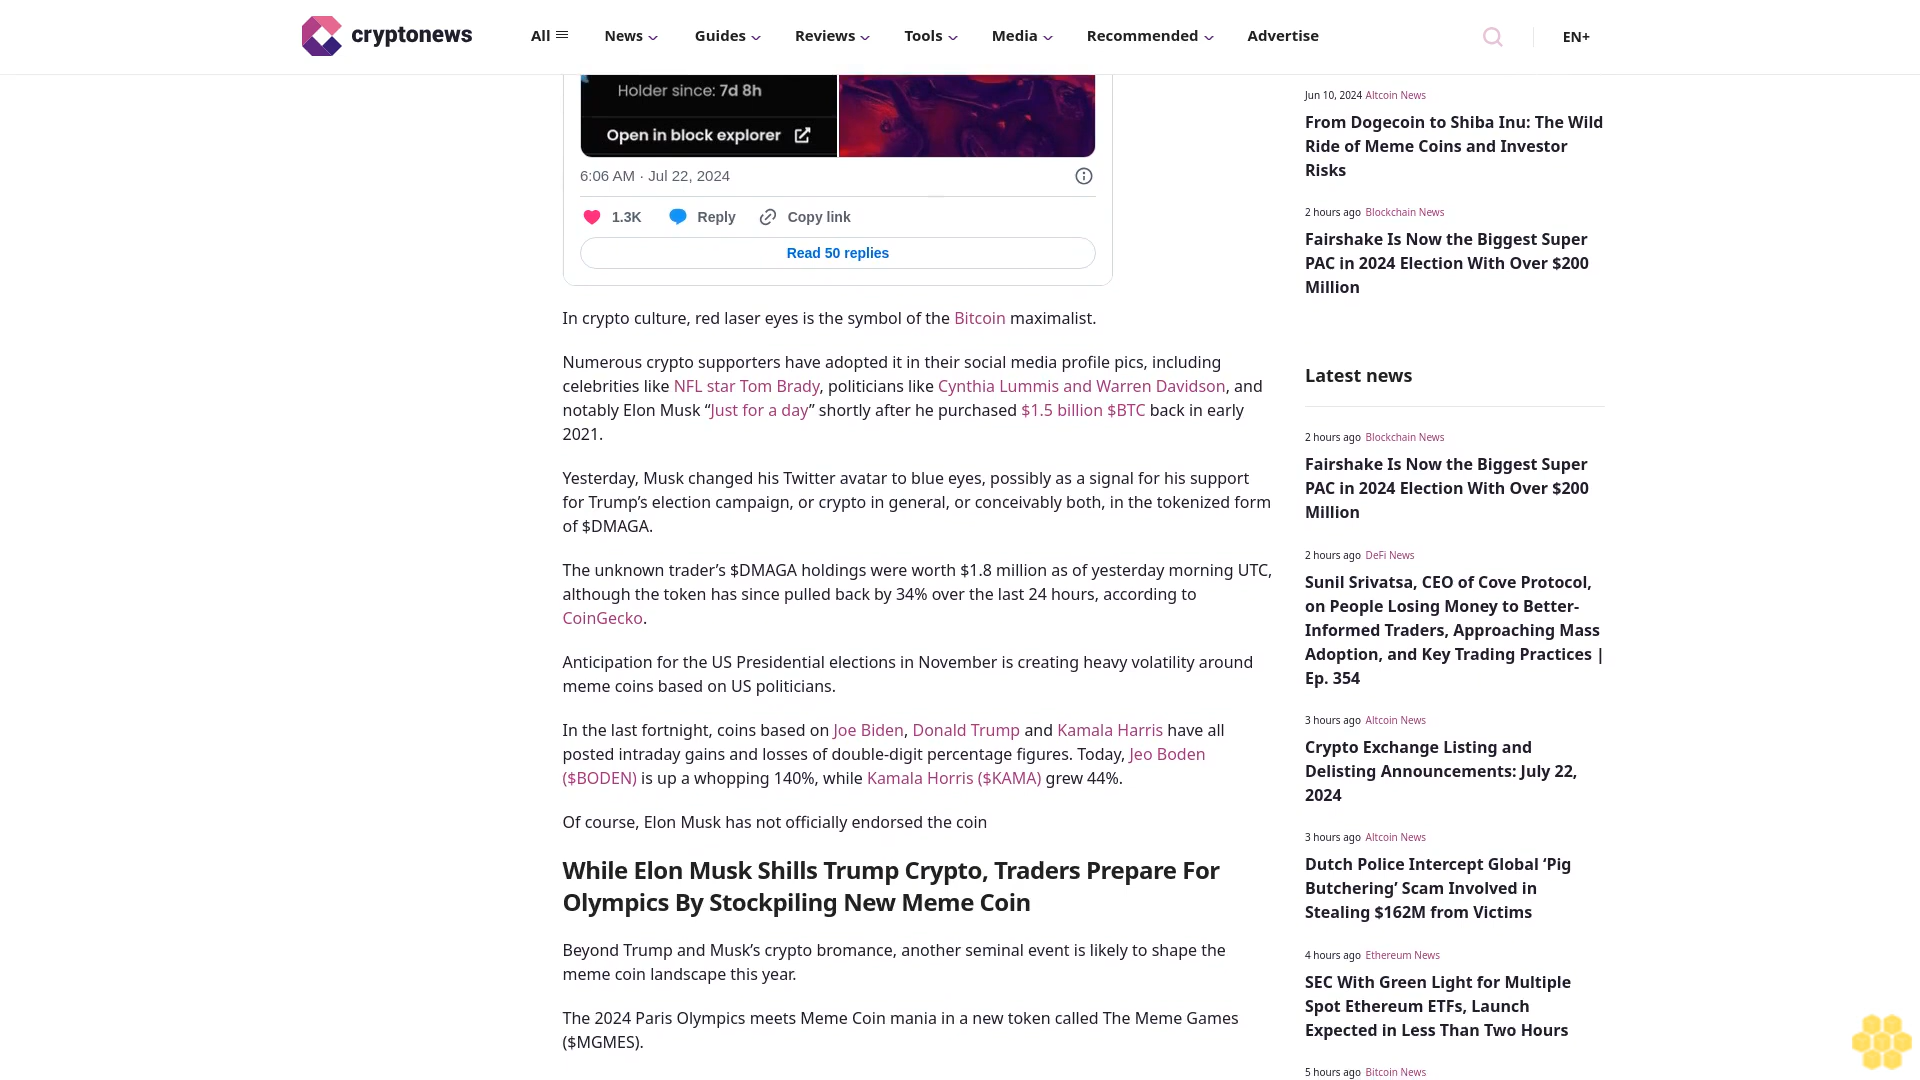 cryptonews
All
News
Guides
Reviews
Tools
Media
Recommended
Advertise
EN+
Holder since: 7d 8h
Open in block explorer
6:06 AM · Jul 22, 2024
1.3K
Reply
Copy link
Read 50 replies
In crypto culture, red laser eyes is the symbol of the Bitcoin maximalist.
Numerous crypto supporters have adopted it in their social media profile pics, including
celebrities like NFL star Tom Brady, politicians like Cynthia Lummis and Warren Davidson, and
notably Elon Musk “Just for a day” shortly after he purchased $1.5 billion $BTC back in early
2021.
Yesterday, Musk changed his Twitter avatar to blue eyes, possibly as a signal for his support
for Trump’s election campaign, or crypto in general, or conceivably both, in the tokenized form
of $DMAGA.
The unknown trader’s $DMAGA holdings were worth $1.8 million as of yesterday morning UTC,
although the token has since pulled back by 34% over the last 24 hours, according to
CoinGecko.
Anticipation for the US Presidential elections in November is creating heavy volatility around
meme coins based on US politicians.
In the last fortnight, coins based on Joe Biden, Donald Trump and Kamala Harris have all
posted intraday gains and losses of double-digit percentage figures. Today, Jeo Boden
($BODEN) is up a whopping 140%, while Kamala Horris ($KAMA) grew 44%.
Of course, Elon Musk has not officially endorsed the coin
While Elon Musk Shills Trump Crypto, Traders Prepare For
Olympics By Stockpiling New Meme Coin
Beyond Trump and Musk’s crypto bromance, another seminal event is likely to shape the
meme coin landscape this year.
The 2024 Paris Olympics meets Meme Coin mania in a new token called The Meme Games
($MGMES).
Jun 10, 2024 Altcoin News
From Dogecoin to Shiba Inu: The Wild
Ride of Meme Coins and Investor
Risks
2 hours ago Blockchain News
Fairshake Is Now the Biggest Super
PAC in 2024 Election With Over $200
Million
Latest news
2 hours ago Blockchain News
Fairshake Is Now the Biggest Super
PAC in 2024 Election With Over $200
Million
2 hours ago DeFi News
Sunil Srivatsa, CEO of Cove Protocol,
on People Losing Money to Better-
Informed Traders, Approaching Mass
Adoption, and Key Trading Practices |
Ep. 354
3 hours ago Altcoin News
Crypto Exchange Listing and
Delisting Announcements: July 22,
2024
3 hours ago Altcoin News
Dutch Police Intercept Global ‘Pig
Butchering’ Scam Involved in
Stealing $162M from Victims
4 hours ago Ethereum News
SEC With Green Light for Multiple
Spot Ethereum ETFs, Launch
Expected in Less Than Two Hours
5 hours ago Bitcoin News